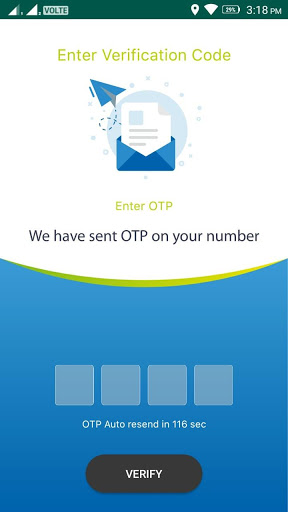 VOLTE 29% 3:18 PM
Enter Verification Code
Enter OTP
We have sent OTP on your number
OTP Auto resend in 116 sec
VERIFY